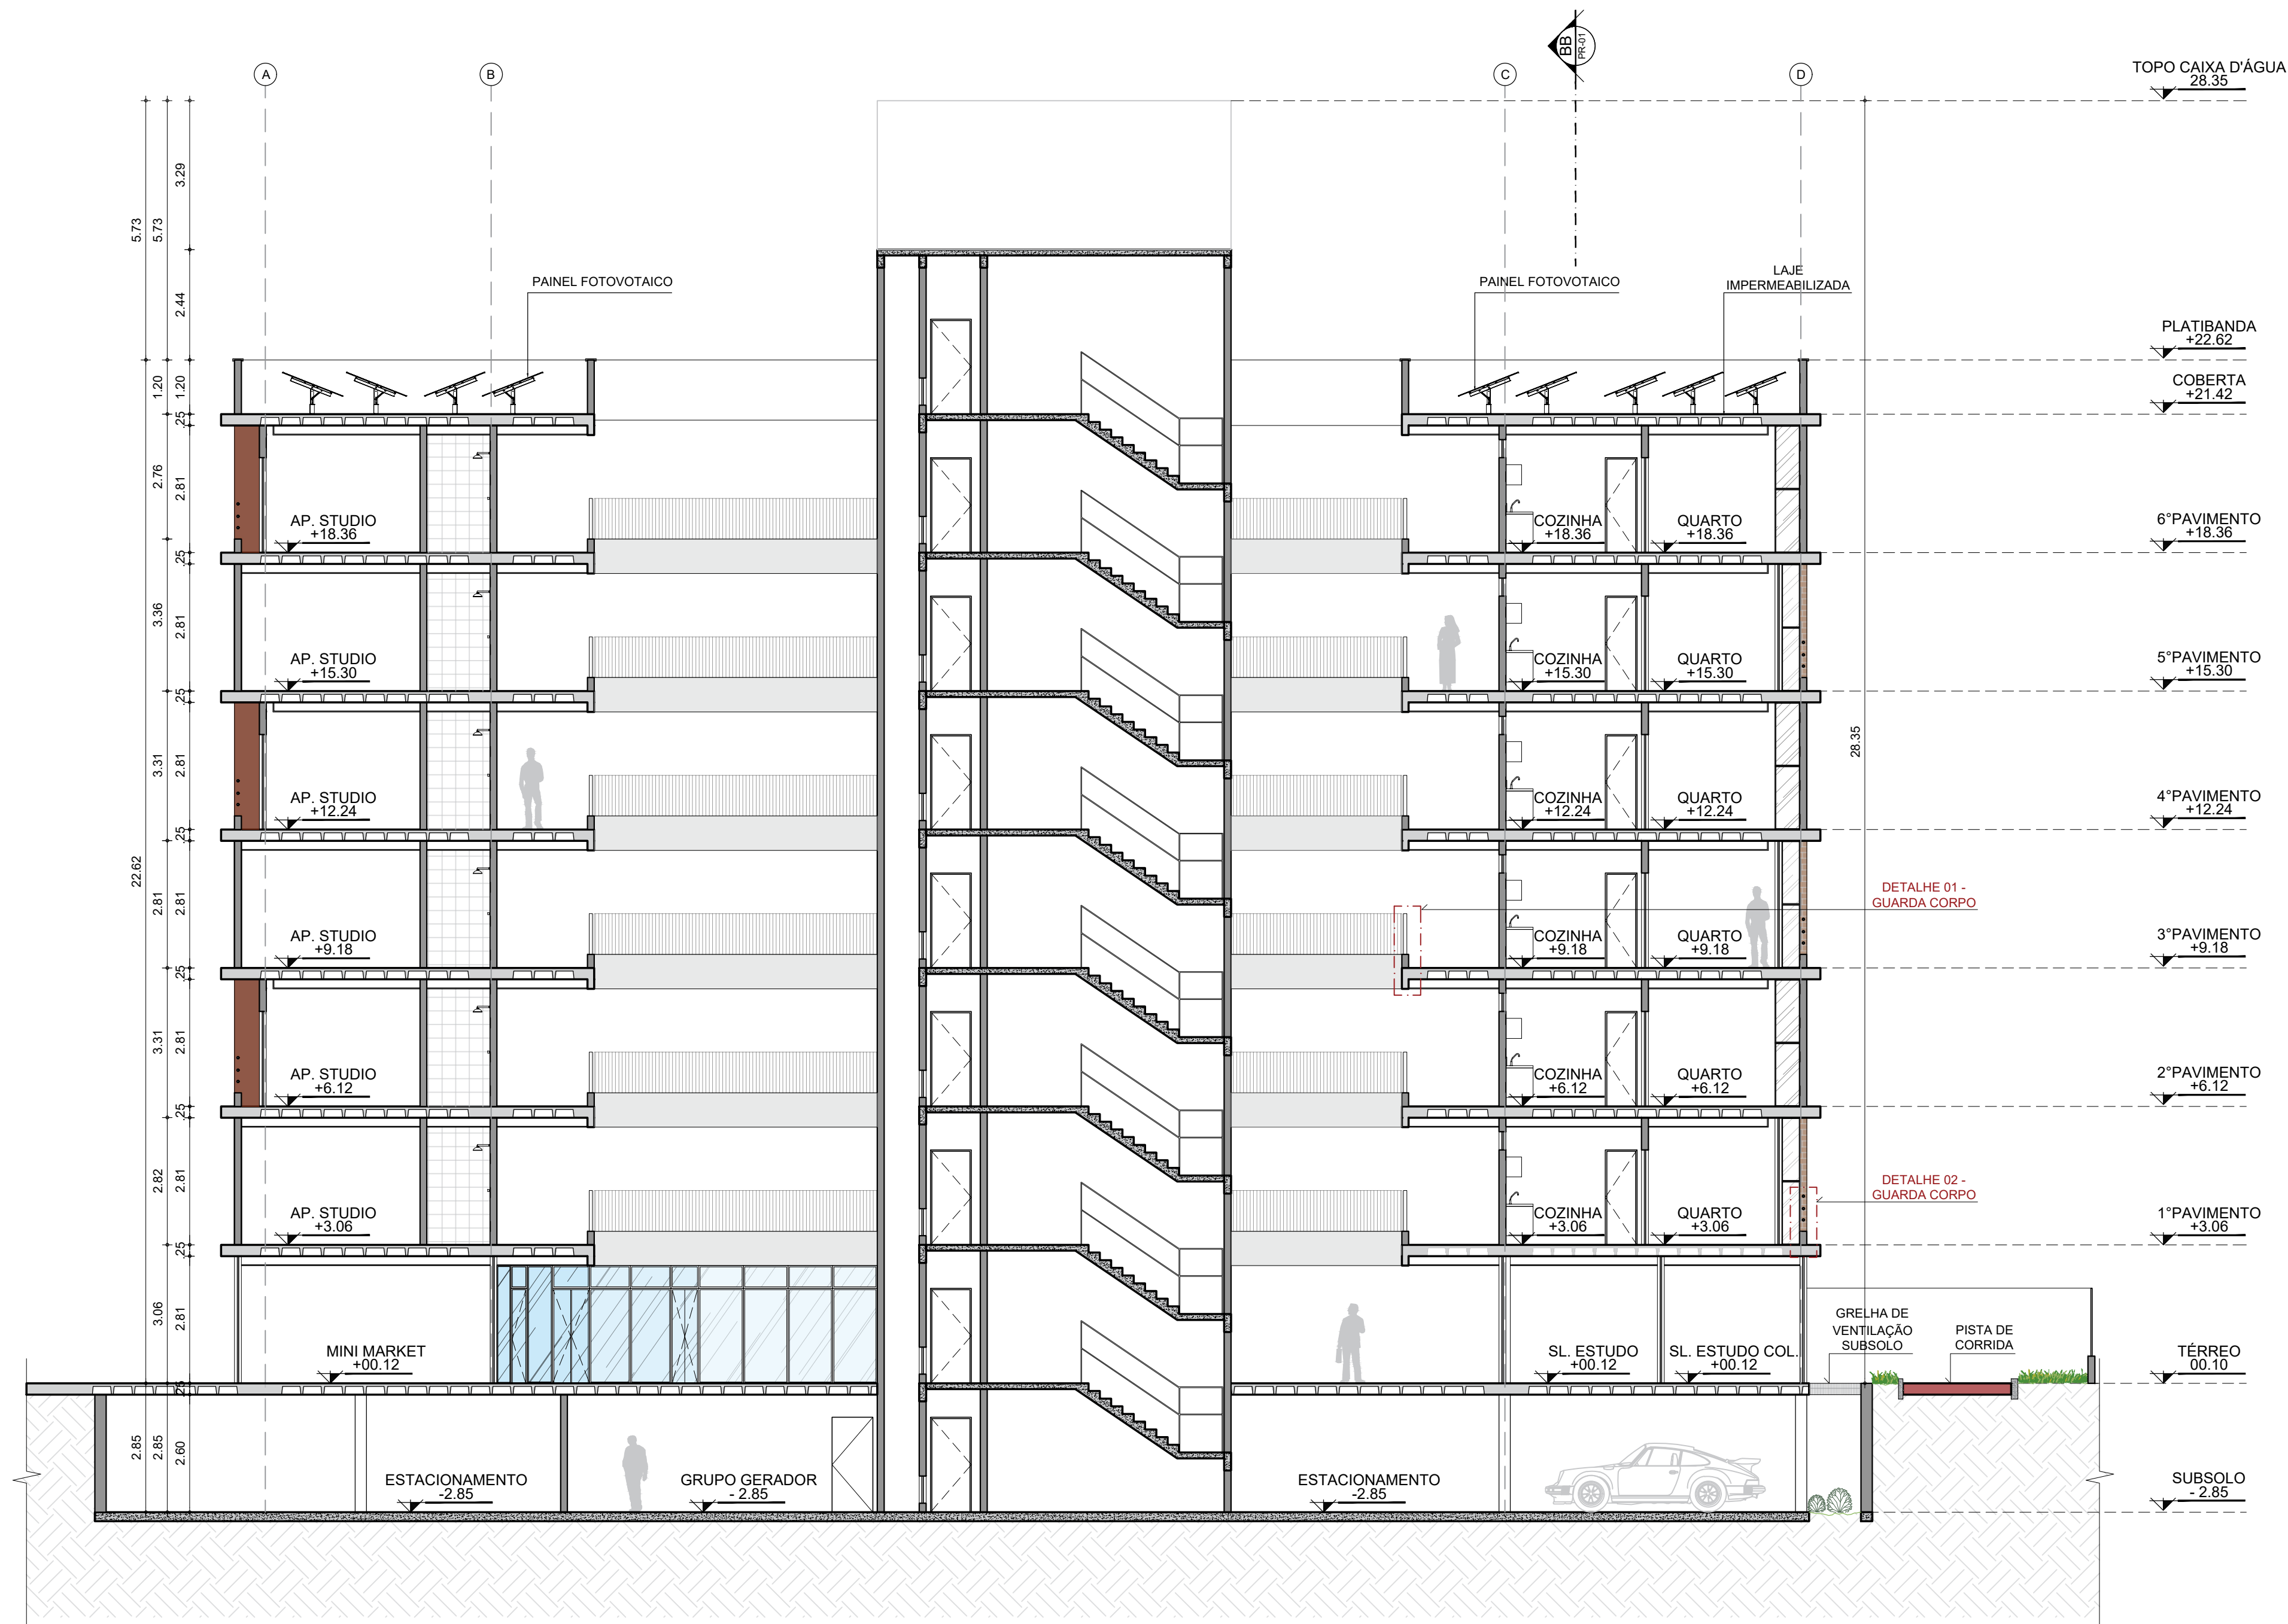 A
B
C
D
BB
PR-01
TOPO CAIXA D'ÁGUA
28.35
3.29
5.73
5.73
2.44
PAINEL FOTOVOTAICO
PAINEL FOTOVOTAICO
LAJE
IMPERMEABILIZADA
PLATIBANDA
+22.62
1.20
1.20
COBERTA
+21.42
.25
2.76
2.81
AP. STUDIO
+18.36
COZINHA
+18.36
QUARTO
+18.36
6°PAVIMENTO
+18.36
.25
3.36
2.81
AP. STUDIO
+15.30
COZINHA
+15.30
QUARTO
+15.30
5°PAVIMENTO
+15.30
.25
3.31
2.81
28.35
AP. STUDIO
+12.24
COZINHA
+12.24
QUARTO
+12.24
4°PAVIMENTO
+12.24
.25
22.62
2.81
2.81
DETALHE 01 -
GUARDA CORPO
AP. STUDIO
+9.18
COZINHA
+9.18
QUARTO
+9.18
3°PAVIMENTO
+9.18
.25
3.31
2.81
AP. STUDIO
+6.12
COZINHA
+6.12
QUARTO
+6.12
2°PAVIMENTO
+6.12
.25
2.82
2.81
DETALHE 02 -
GUARDA CORPO
AP. STUDIO
+3.06
COZINHA
+3.06
QUARTO
+3.06
1°PAVIMENTO
+3.06
.25
3.06
2.81
GRELHA DE
VENTILAÇÃO
SUBSOLO
PISTA DE
CORRIDA
MINI MARKET
+00.12
SL. ESTUDO
+00.12
SL. ESTUDO COL.
+00.12
TÉRREO
00.10
.25
2.85
2.85
2.60
ESTACIONAMENTO
-2.85
GRUPO GERADOR
- 2.85
ESTACIONAMENTO
-2.85
SUBSOLO
- 2.85